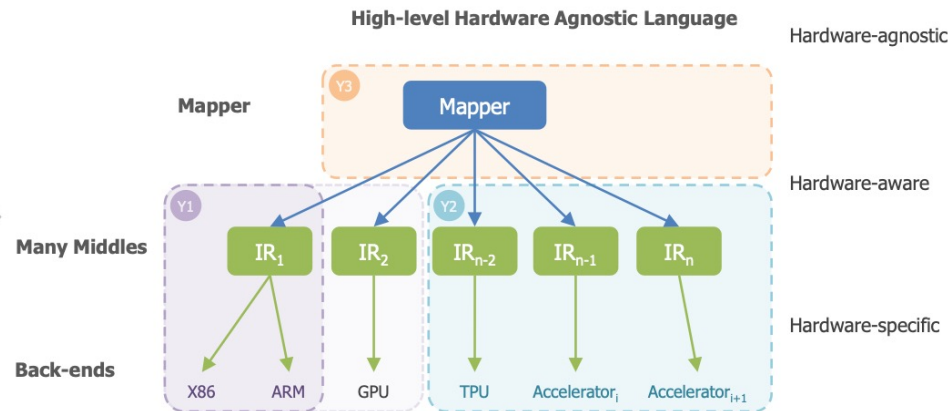 High-level Hardware Agnostic Language
Hardware-agnostic
Y3
Mapper
Mapper
Hardware-aware
Y1
Y2
Many Middles
IR₁
IR₂
IRₙ₋₂
IRₙ₋₁
IRₙ
Hardware-specific
Back-ends
X86
ARM
GPU
TPU
Acceleratorᵢ
Acceleratorᵢ₊₁